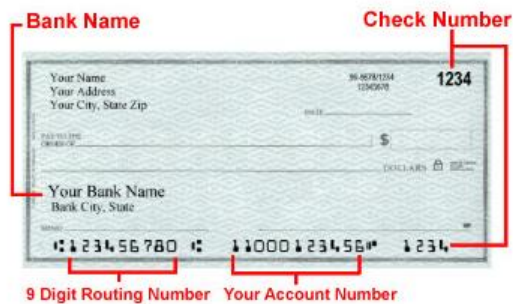 Bank Name
Check Number
Your Name
Your Address
Your City, State Zip
99-5678/1234
12345678
1234
DATE
PAY TO THE
ORDER OF
$
DOLLARS
Your Bank Name
Bank City, State
MEMO
⑆123456780⑆ 11000123456⑈ 1234
9 Digit Routing Number
Your Account Number